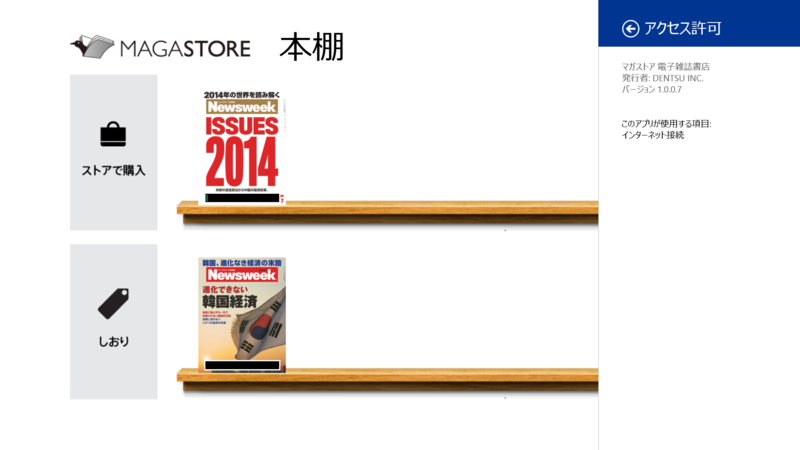 MAGASTORE 本棚
ストアで購入
しおり
2014年の世界を読み解く
Newsweek
ISSUES
2014
韓国、進化なき経済の末路
Newsweek
進化できない
韓国経済
アクセス許可
マガストア 電子雑誌書店
発行者: DENTSU INC.
バージョン 1.0.0.7
このアプリが使用する項目:
インターネット接続